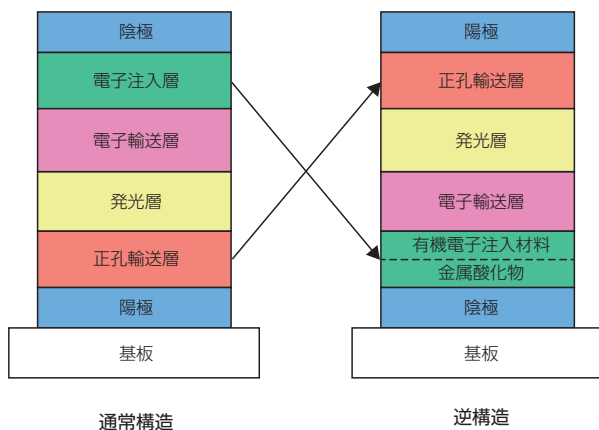 陰極
電子注入層
電子輸送層
発光層
正孔輸送層
陽極
基板
通常構造
陽極
正孔輸送層
発光層
電子輸送層
有機電子注入材料
金属酸化物
陰極
基板
逆構造